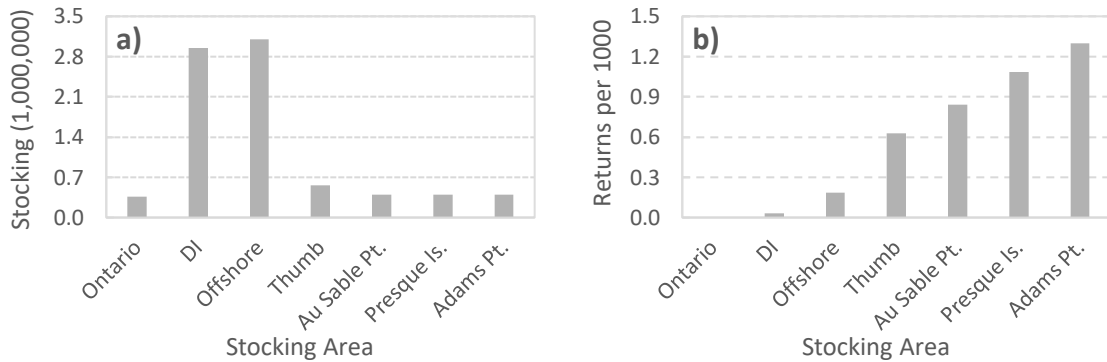 a)
Stocking (1,000,000)
3.5
2.8
2.1
1.4
0.7
0.0
Ontario
DI
Offshore
Thumb
Au Sable Pt.
Presque Is.
Adams Pt.
Stocking Area
b)
Returns per 1000
1.5
1.2
0.9
0.6
0.3
0.0
Ontario
DI
Offshore
Thumb
Au Sable Pt.
Presque Is.
Adams Pt.
Stocking Area